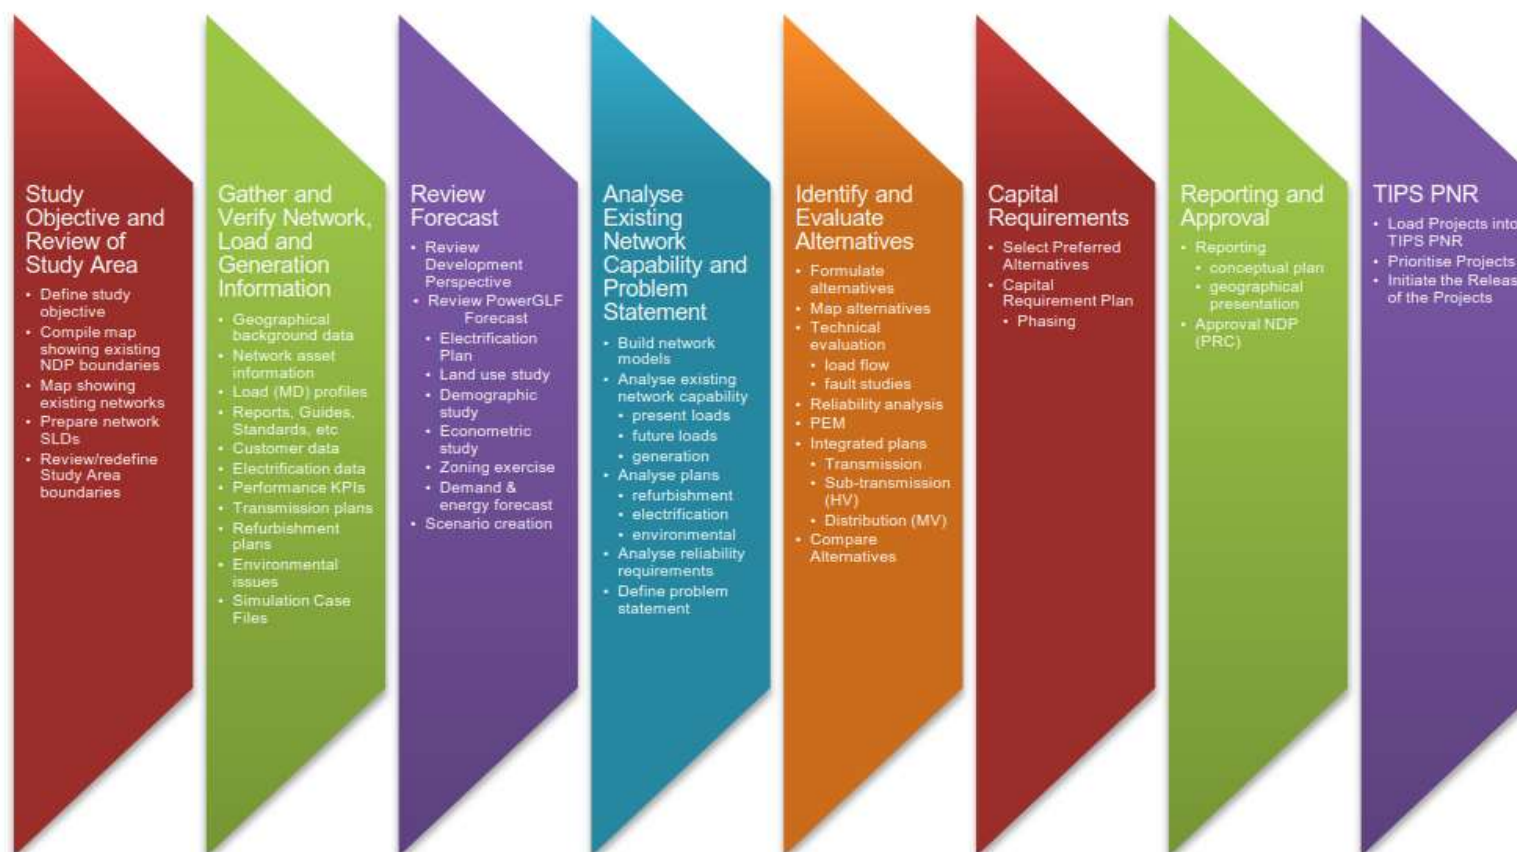 Study
Objective and
Review of
Study Area
• Define study
objective
• Compile map
showing existing
NDP boundaries
• Map showing
existing networks
• Prepare network
SLDs
• Review/redefine
Study Area
boundaries
Gather and
Verify Network,
Load and
Generation
Information
• Geographical
background data
• Network asset
information
• Load (MD) profiles
• Reports, Guides,
Standards, etc
• Customer data
• Electrification data
• Performance KPIs
• Transmission plans
• Refurbishment
plans
• Environmental
issues
• Simulation Case
Files
Review
Forecast
• Review
Development
Perspective
• Review PowerGLF
Forecast
• Electrification
Plan
• Land use study
• Demographic
study
• Econometric
study
• Zoning exercise
• Demand &
energy forecast
• Scenario creation
Analyse
Existing
Network
Capability and
Problem
Statement
• Build network
models
• Analyse existing
network capability
• present loads
• future loads
• generation
• Analyse plans
• refurbishment
• electrification
• environmental
• Analyse reliability
requirements
• Define problem
statement
Identify and
Evaluate
Alternatives
• Formulate
alternatives
• Map alternatives
• Technical
evaluation
• load flow
• fault studies
• Reliability analysis
• PEM
• Integrated plans
• Transmission
• Sub-transmission
(HV)
• Distribution (MV)
• Compare
Alternatives
Capital
Requirements
• Select Preferred
Alternatives
• Capital
Requirement Plan
• Phasing
Reporting and
Approval
• Reporting
• conceptual plan
• geographical
presentation
• Approval NDP
(PRC)
TIPS PNR
• Load Projects into
TIPS PNR
• Prioritise Projects
• Initiate the Releas
of the Projects